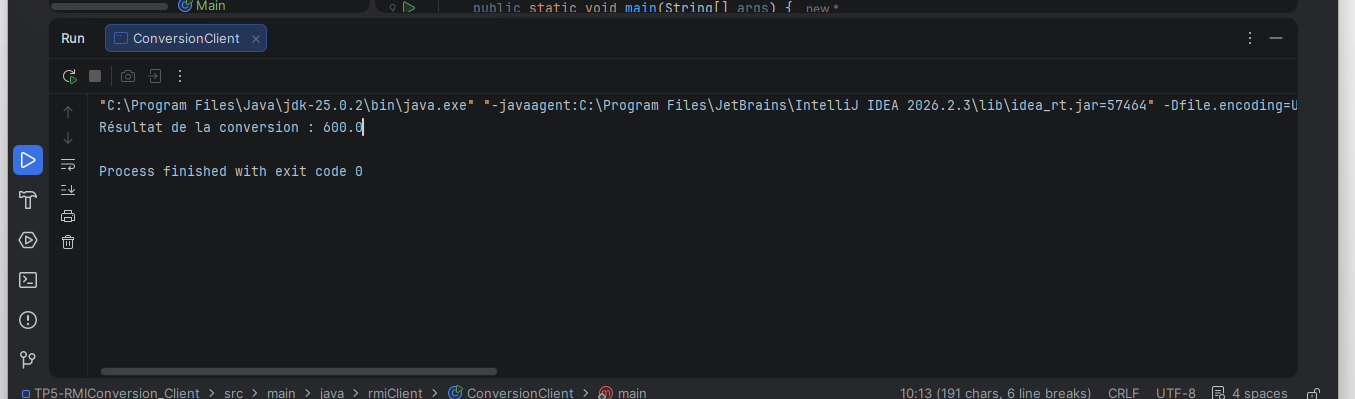 Main
public static void main(String[] args) { new *
Run ConversionClient
"C:\Program Files\Java\jdk-25.0.2\bin\java.exe" "-javaagent:C:\Program Files\JetBrains\IntelliJ IDEA 2026.2.3\lib\idea_rt.jar=57464" -Dfile.encoding=U
Résultat de la conversion : 600.0
Process finished with exit code 0
TP5-RMIConversion_Client > src > main > java > rmiClient > ConversionClient > main 10:13 (191 chars, 6 line breaks) CRLF UTF-8 4 spaces